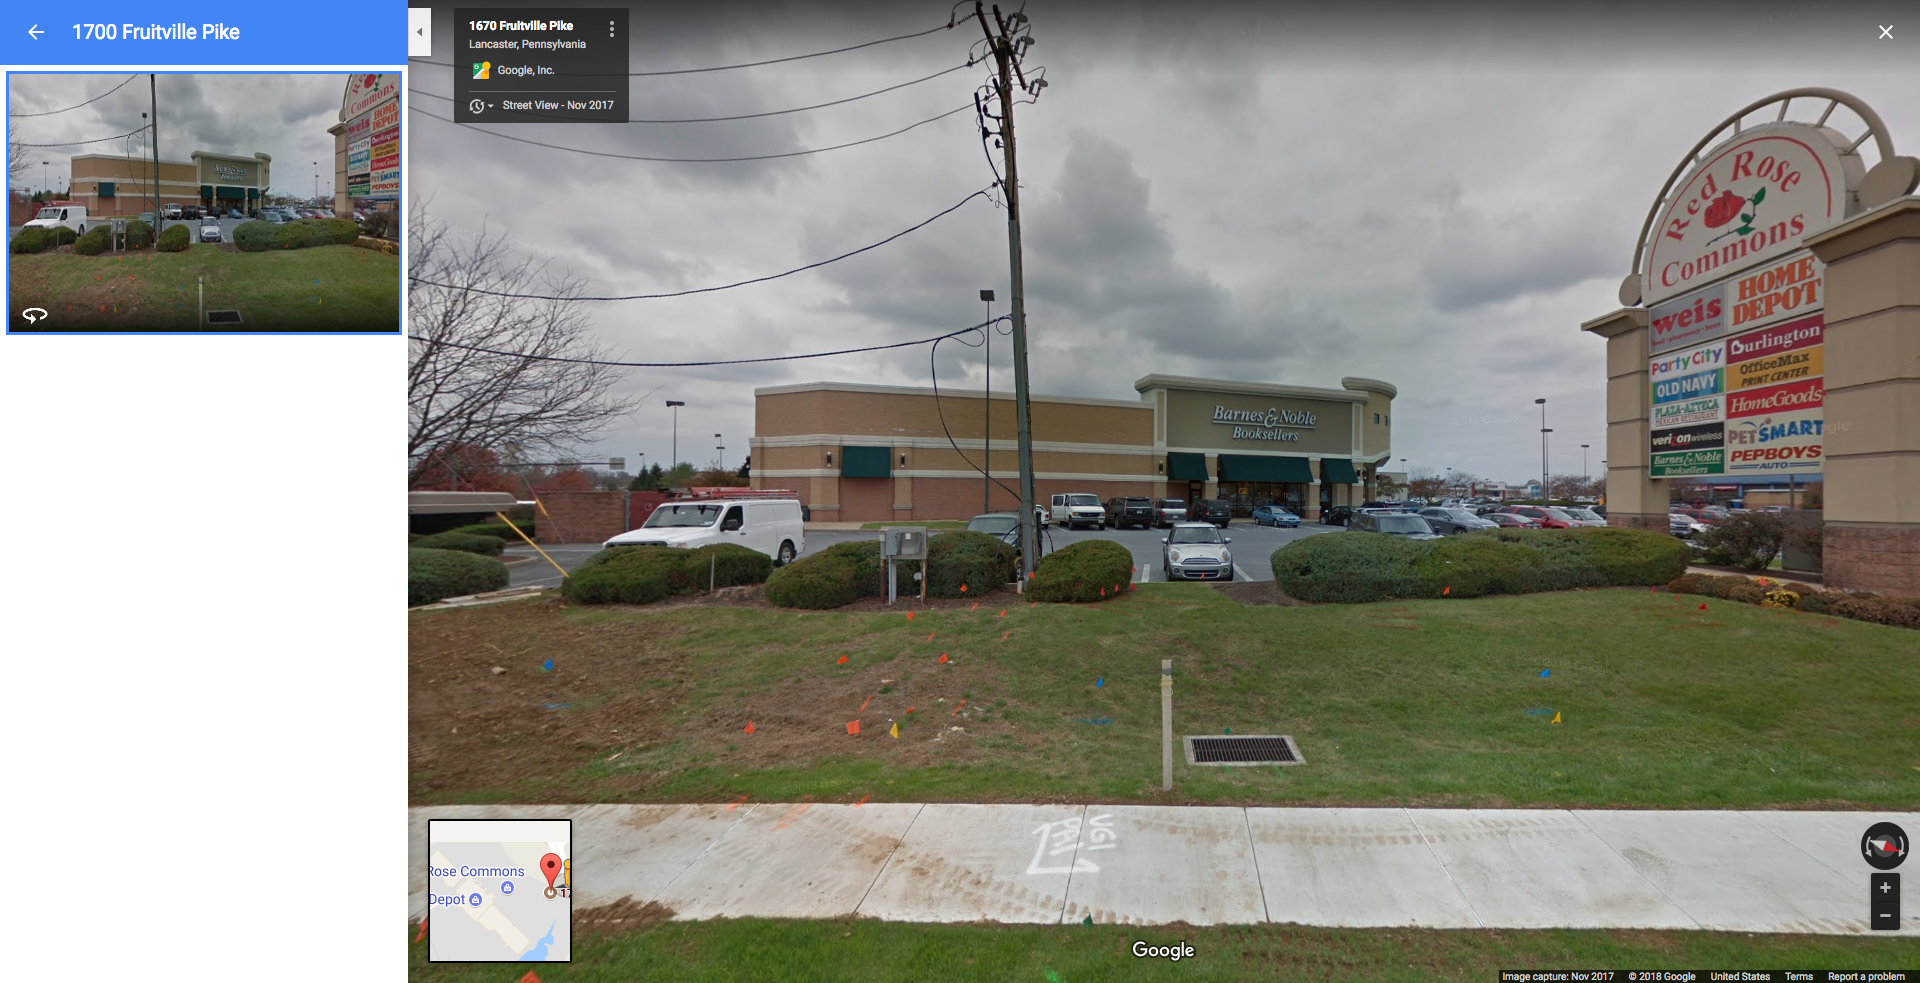 1700 Fruitville Pike
1670 Fruitville Pike
Lancaster, Pennsylvania
Google, Inc.
Street View - Nov 2017
Red Rose
Commons
weis
HOME
DEPOT
Party City
Burlington
OLD NAVY
OfficeMax
PRINT CENTER
PLAZA AZTECA
MEXICAN RESTAURANT
HomeGoods
verizon wireless
PETSMART
Barnes & Noble
Booksellers
PEPBOYS
AUTO
Barnes & Noble
Booksellers
VGI
Rose Commons
Depot
Google
Image capture: Nov 2017 © 2018 Google United States Terms Report a problem